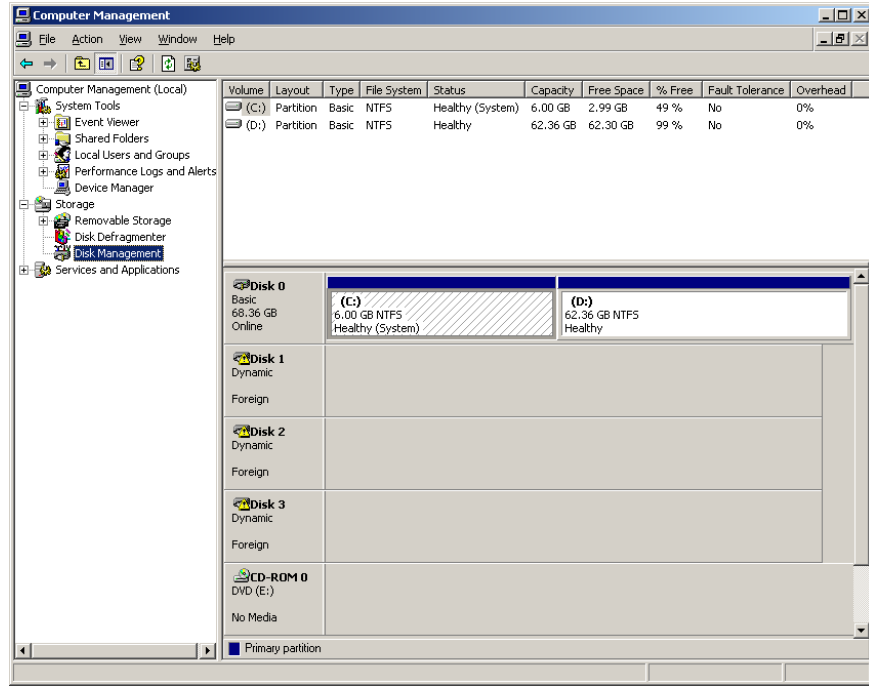 Computer Management
File Action View Window Help
Computer Management (Local)
System Tools
Event Viewer
Shared Folders
Local Users and Groups
Performance Logs and Alerts
Device Manager
Storage
Removable Storage
Disk Defragmenter
Disk Management
Services and Applications
Volume Layout Type File System Status Capacity Free Space % Free Fault Tolerance Overhead
(C:) Partition Basic NTFS Healthy (System) 6.00 GB 2.99 GB 49 % No 0%
(D:) Partition Basic NTFS Healthy 62.36 GB 62.30 GB 99 % No 0%
Disk 0
Basic
68.36 GB
Online
(C:)
6.00 GB NTFS
Healthy (System)
(D:)
62.36 GB NTFS
Healthy
Disk 1
Dynamic
Foreign
Disk 2
Dynamic
Foreign
Disk 3
Dynamic
Foreign
CD-ROM 0
DVD (E:)
No Media
Primary partition